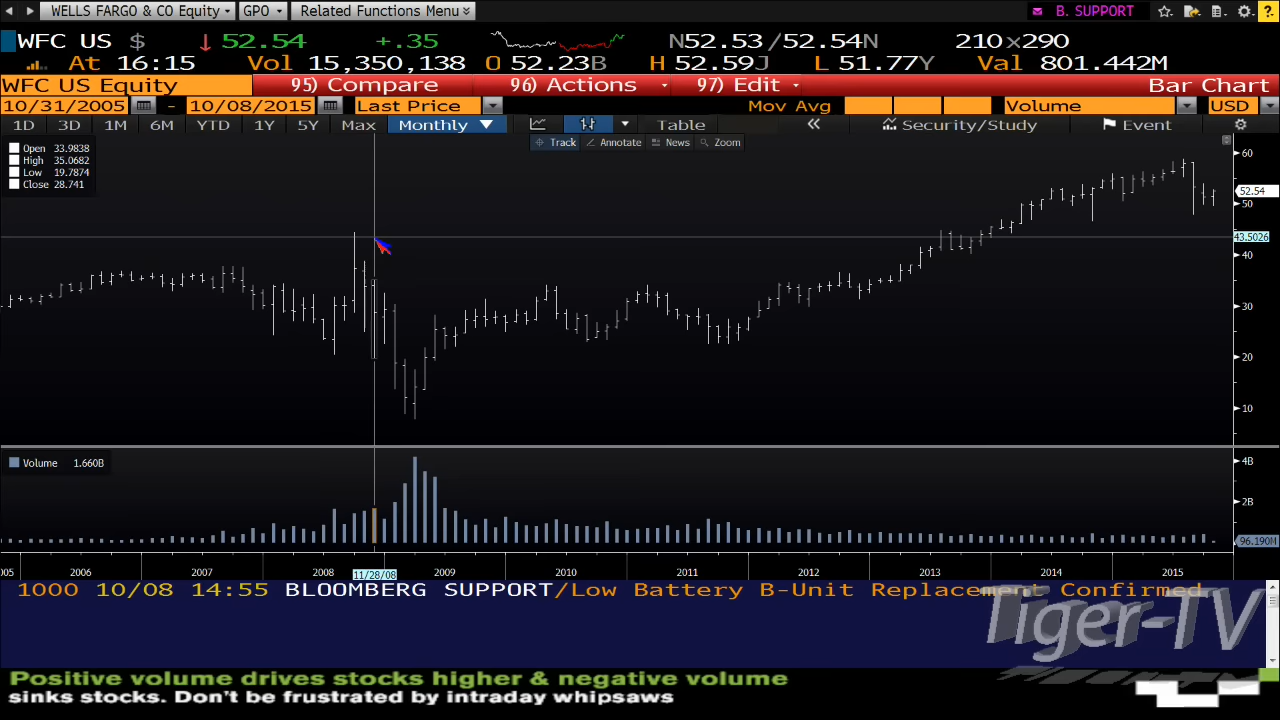 WELLS FARGO & CO Equity GPO Related Functions Menu B. SUPPORT
WFC US $ 52.54 +.35 N52.53 /52.54N 210x290
At 16:15 Vol 15,350,138 O 52.23B H 52.59J L 51.77Y Val 801.442M
WFC US Equity 95) Compare 96) Actions 97) Edit Bar Chart
10/31/2005 - 10/08/2015 Last Price Mov Avg Volume USD
1D 3D 1M 6M YTD 1Y 5Y Max Monthly Table Security/Study Event
Track Annotate News Zoom
Open 33.9838
High 35.0682
Low 19.7874
Close 28.741
60
52.54
50
43.5026
40
30
20
10
Volume 1.660B
4B
2B
96.190M
005 2006 2007 2008 11/28/08 2009 2010 2011 2012 2013 2014 2015
1000 10/08 14:55 BLOOMBERG SUPPORT/Low Battery B-Unit Replacement Confirmed
Tiger-TV
Positive volume drives stocks higher & negative volume
sinks stocks. Don't be frustrated by intraday whipsaws